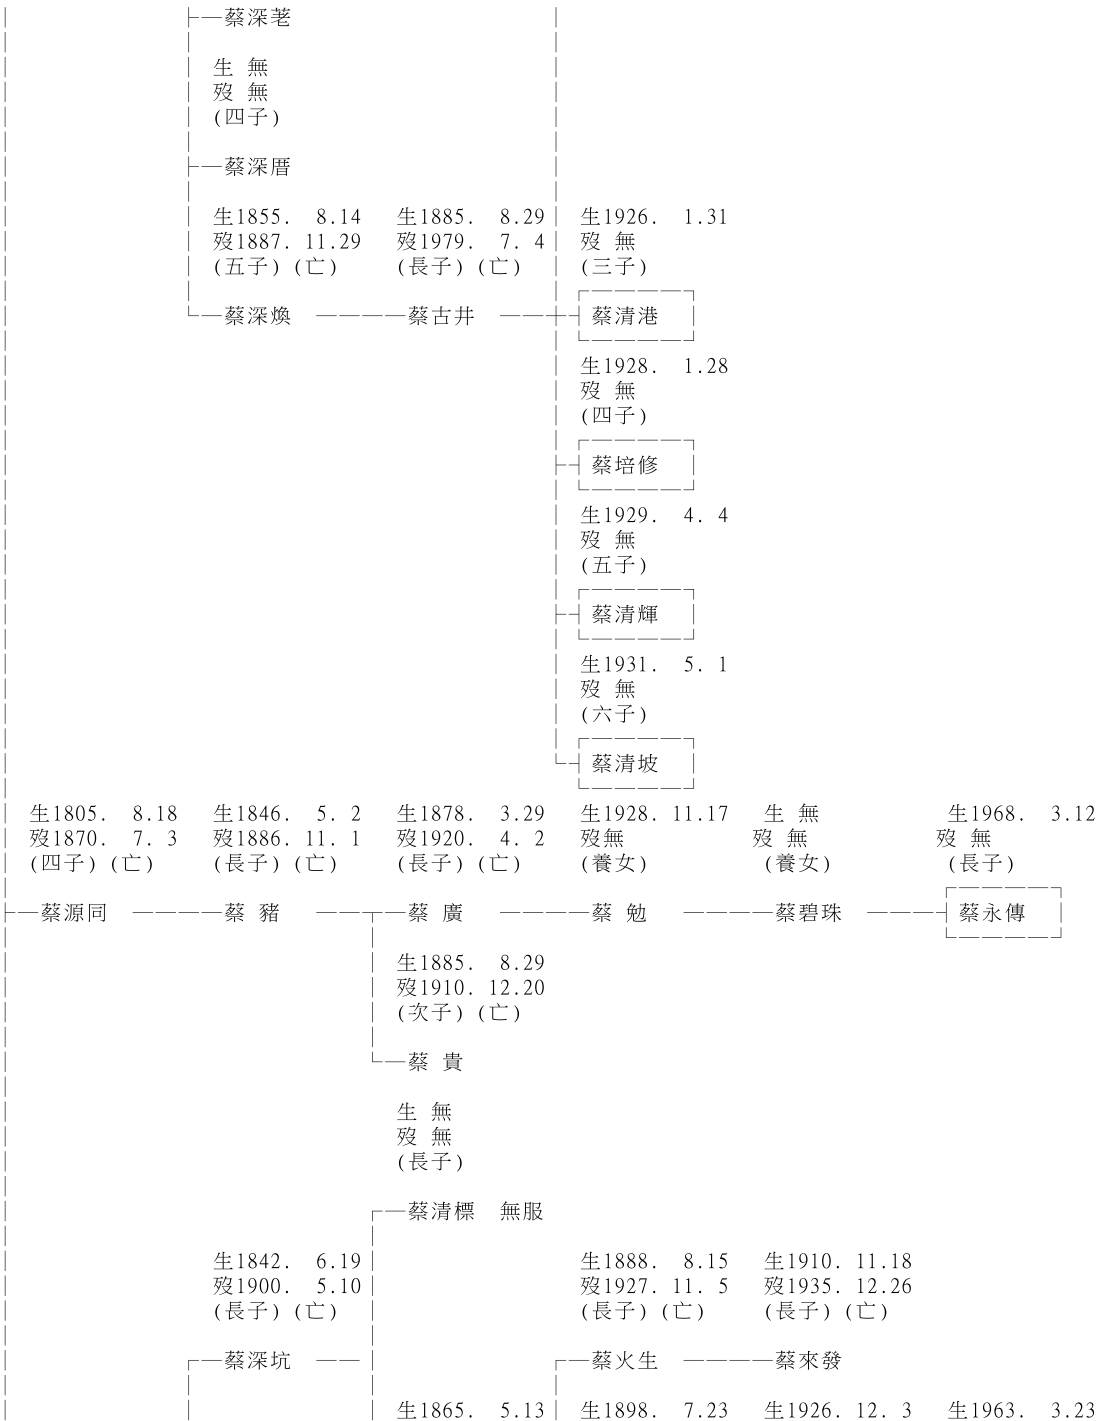 蔡深荖
生 無
歿 無
(四子)
蔡深厝
生1855. 8.14 生1885. 8.29 生1926. 1.31
歿1887. 11.29 歿1979. 7. 4 歿 無
(五子) (亡) (長子) (亡) (三子)
蔡深煥 蔡古井 蔡清港
生1928. 1.28
歿 無
(四子)
蔡培修
生1929. 4. 4
歿 無
(五子)
蔡清輝
生1931. 5. 1
歿 無
(六子)
蔡清坡
生1805. 8.18 生1846. 5. 2 生1878. 3.29 生1928. 11.17 生 無 生1968. 3.12
歿1870. 7. 3 歿1886. 11. 1 歿1920. 4. 2 歿無 歿 無 歿 無
(四子) (亡) (長子) (亡) (長子) (亡) (養女) (養女) (長子)
蔡源同 蔡 豬 蔡 廣 蔡 勉 蔡碧珠 蔡永傳
生1885. 8.29
歿1910. 12.20
(次子) (亡)
蔡 貴
生 無
歿 無
(長子)
蔡清標 無服
生1842. 6.19 生1888. 8.15 生1910. 11.18
歿1900. 5.10 歿1927. 11. 5 歿1935. 12.26
(長子) (亡) (長子) (亡) (長子) (亡)
蔡深坑 蔡火生 蔡來發
生1865. 5.13 生1898. 7.23 生1926. 12. 3 生1963. 3.23